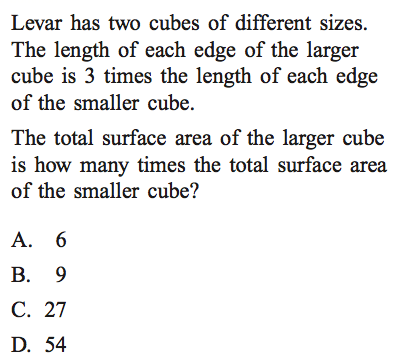 Levar has two cubes of different sizes.
The length of each edge of the larger
cube is 3 times the length of each edge
of the smaller cube.
The total surface area of the larger cube
is how many times the total surface area
of the smaller cube?
A. 6
B. 9
C. 27
D. 54